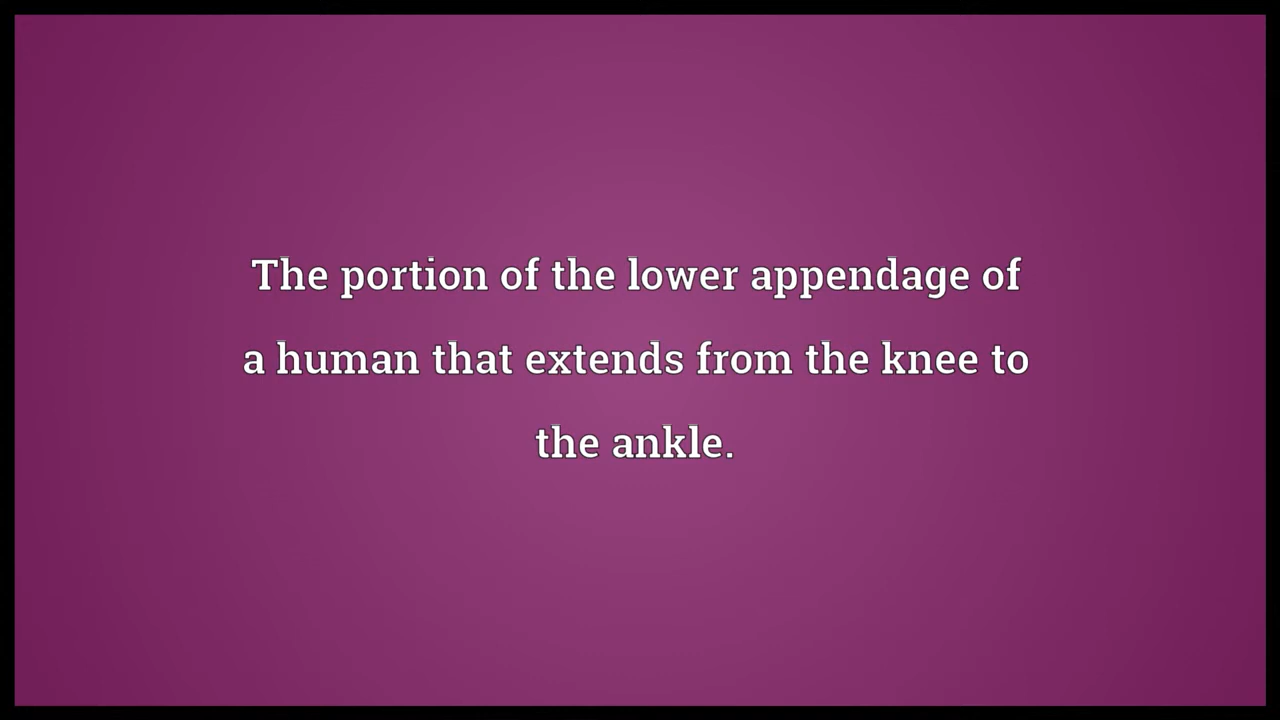 The portion of the lower appendage of
a human that extends from the knee to
the ankle.